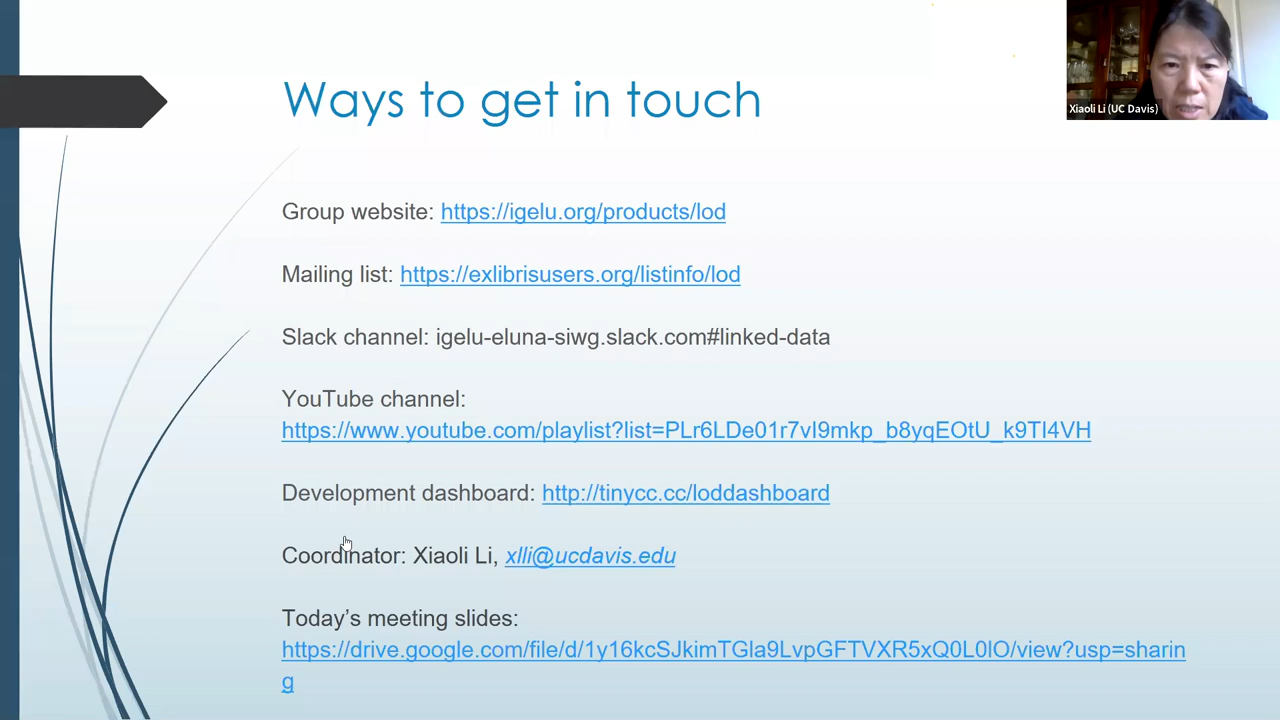 Ways to get in touch
Xiaoli Li (UC Davis)
Group website: https://igelu.org/products/lod
Mailing list: https://exlibrisusers.org/listinfo/lod
Slack channel: igelu-eluna-siwg.slack.com#linked-data
YouTube channel:
https://www.youtube.com/playlist?list=PLr6LDe01r7vI9mkp_b8yqEOtU_k9TI4VH
Development dashboard: http://tinycc.cc/loddashboard
Coordinator: Xiaoli Li, xlli@ucdavis.edu
Today’s meeting slides:
https://drive.google.com/file/d/1y16kcSJkimTGla9LvpGFTVXR5xQ0L0lO/view?usp=sharin
g